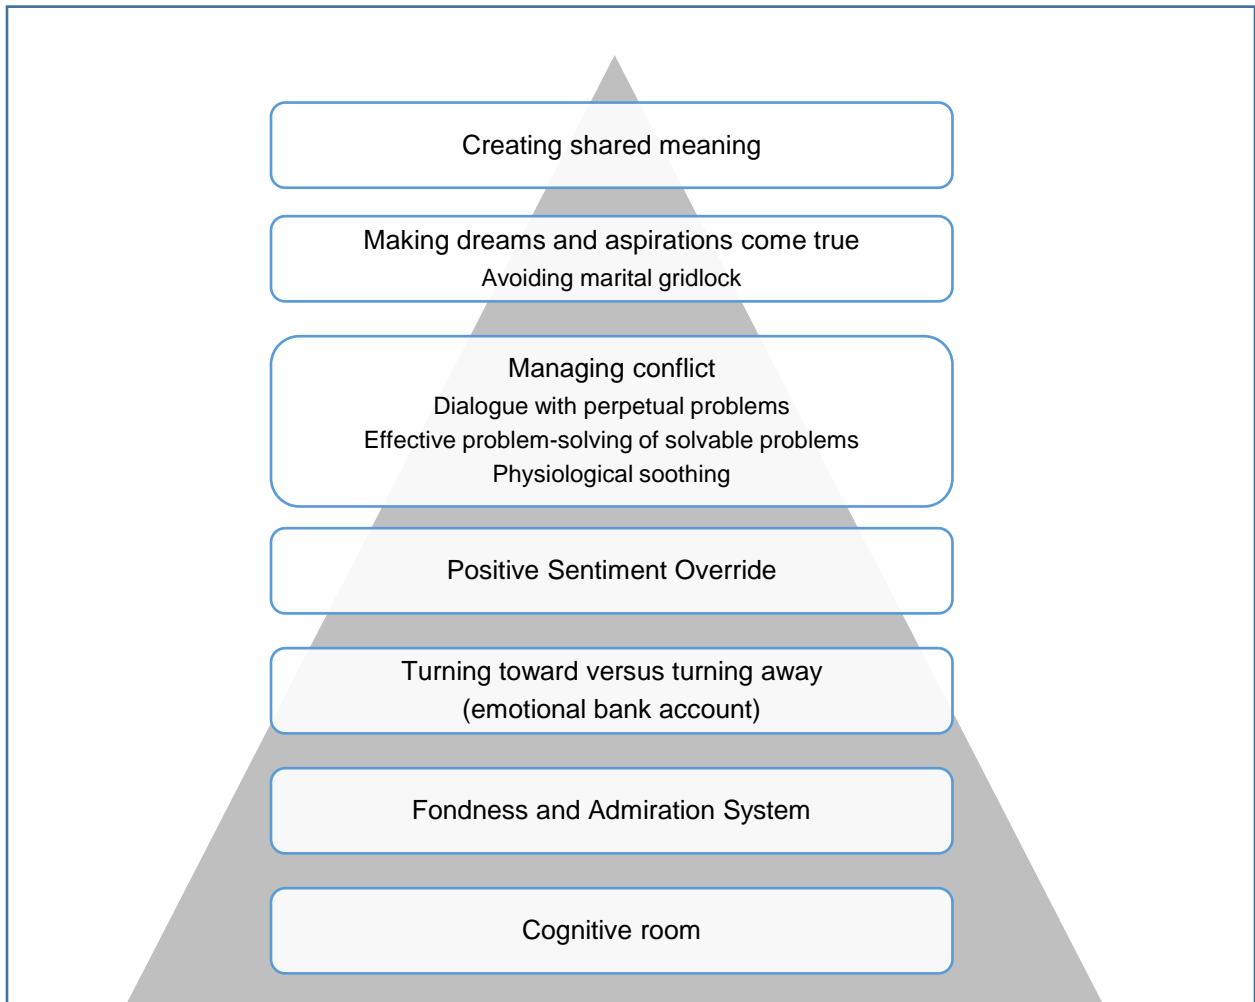 Creating shared meaning
Making dreams and aspirations come true
Avoiding marital gridlock
Managing conflict
Dialogue with perpetual problems
Effective problem-solving of solvable problems
Physiological soothing
Positive Sentiment Override
Turning toward versus turning away
(emotional bank account)
Fondness and Admiration System
Cognitive room